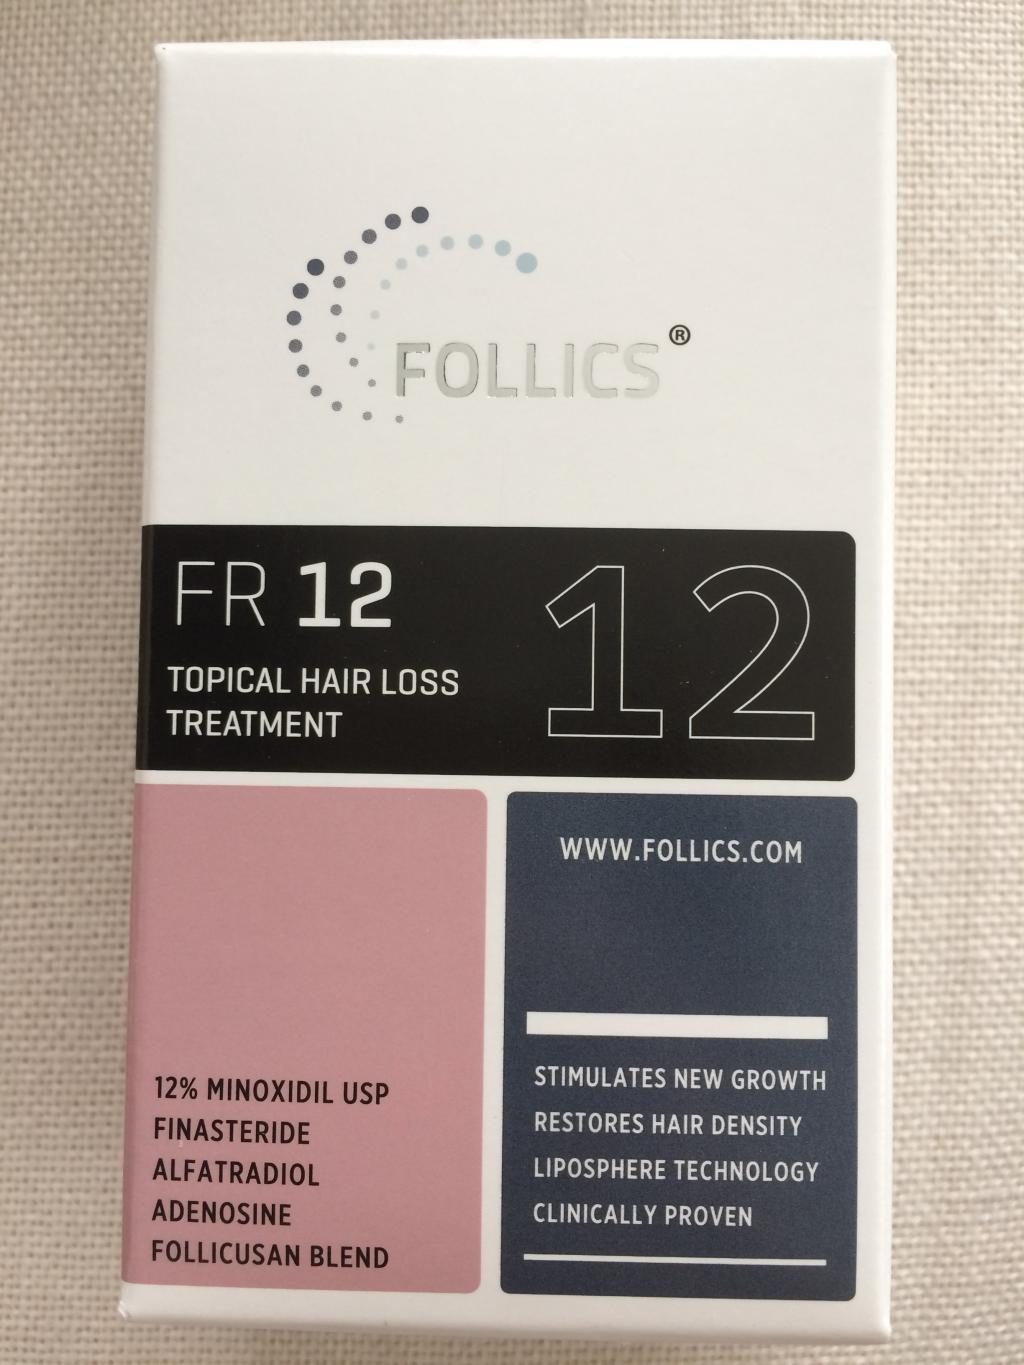 FOLLICS®
FR 12
12
TOPICAL HAIR LOSS
TREATMENT
12% MINOXIDIL USP
FINASTERIDE
ALFATRADIOL
ADENOSINE
FOLLICUSAN BLEND
WWW.FOLLICS.COM
STIMULATES NEW GROWTH
RESTORES HAIR DENSITY
LIPOSPHERE TECHNOLOGY
CLINICALLY PROVEN